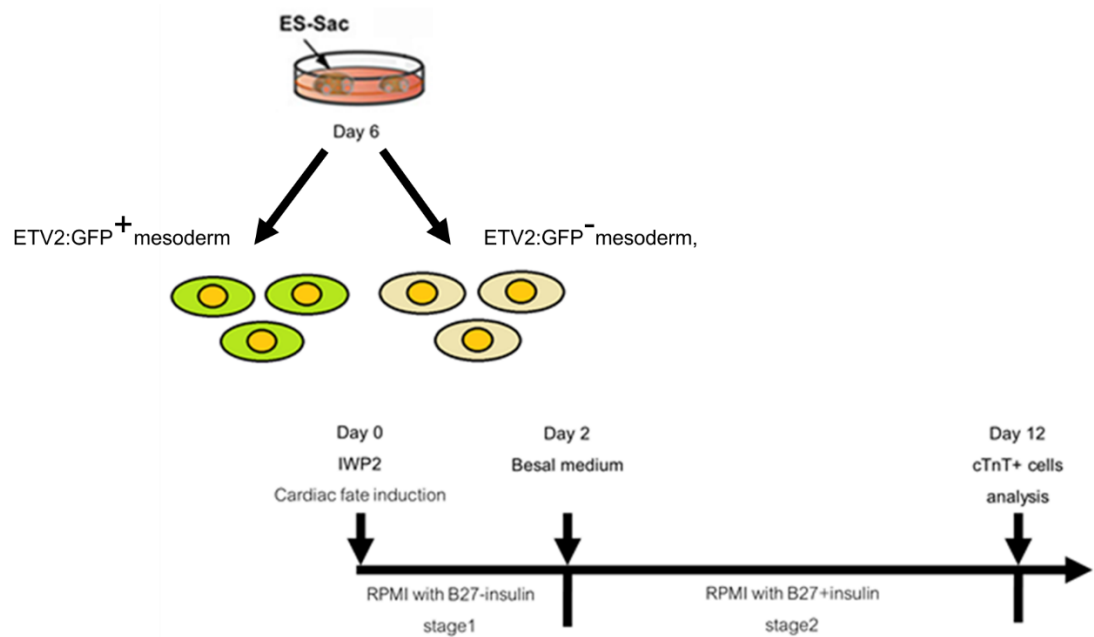 ES-Sac
Day 6
ETV2:GFP+ mesoderm
ETV2:GFP- mesoderm,
Day 0
IWP2
Cardiac fate induction
Day 2
Besal medium
Day 12
cTnT+ cells
analysis
RPMI with B27-insulin
stage1
RPMI with B27+insulin
stage2